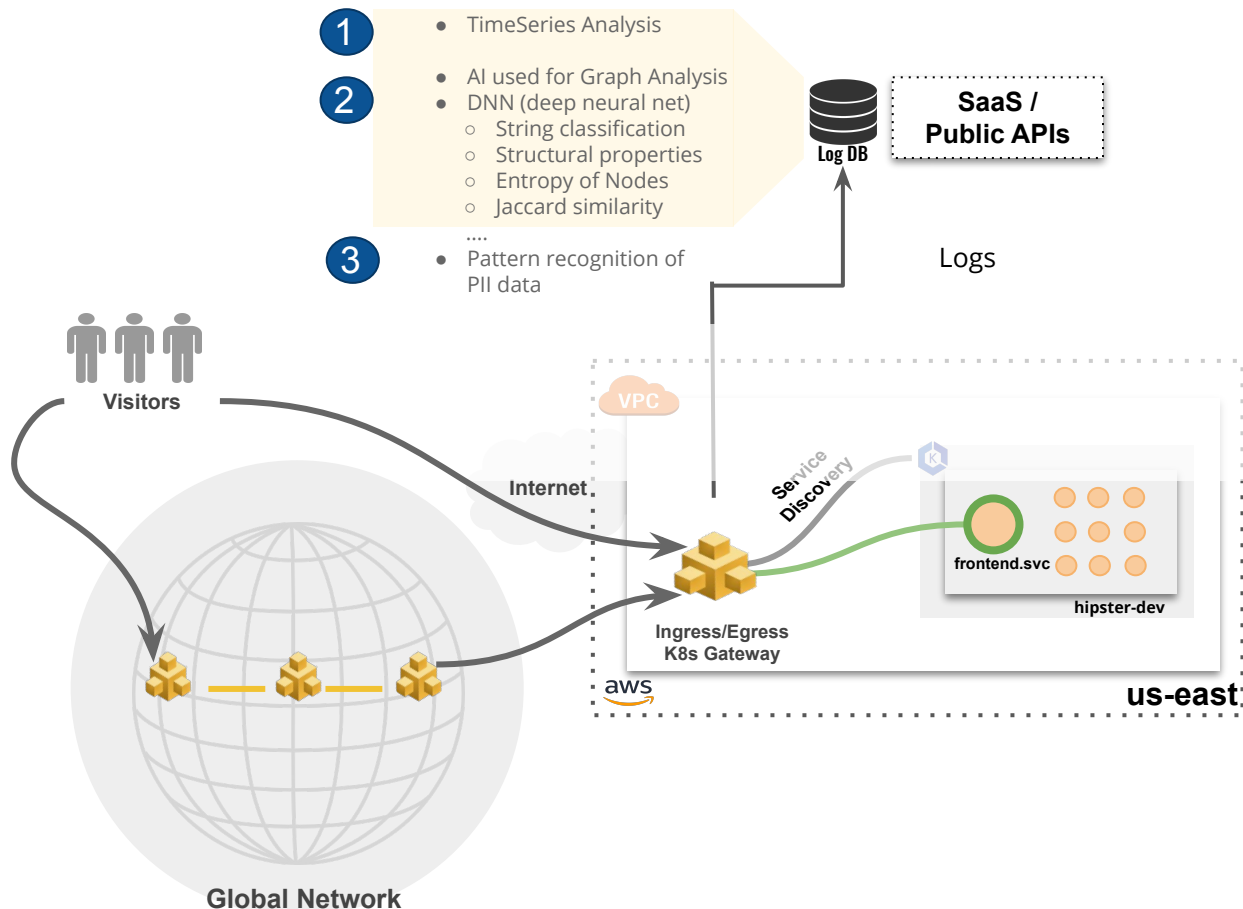 1
● TimeSeries Analysis
● AI used for Graph Analysis
2
● DNN (deep neural net)
○ String classification
○ Structural properties
○ Entropy of Nodes
○ Jaccard similarity
....
3
● Pattern recognition of
PII data
Log DB
SaaS /
Public APIs
Logs
Visitors
Internet
VPC
Service
Discovery
K
frontend.svc
hipster-dev
Ingress/Egress
K8s Gateway
aws
us-east
Global Network